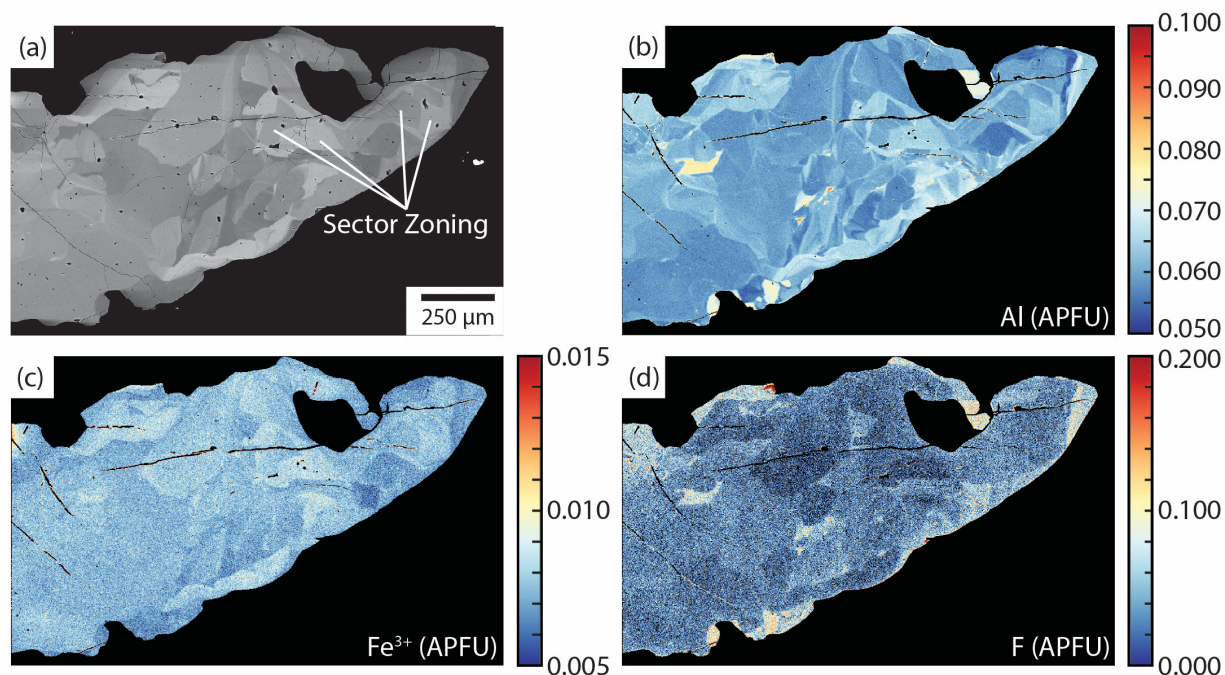 (a)
Sector Zoning
250 µm
(b)
Al (APFU)
0.100
0.090
0.080
0.070
0.060
0.050
(c)
Fe³⁺ (APFU)
0.015
0.010
0.005
(d)
F (APFU)
0.200
0.100
0.000